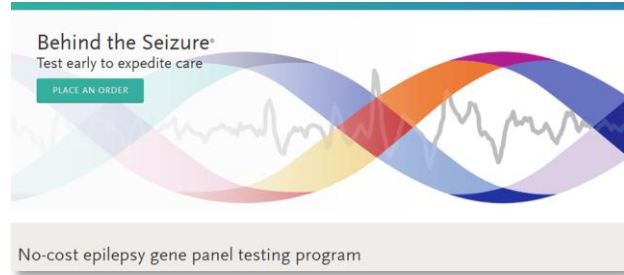 Behind the Seizure®
Test early to expedite care
PLACE AN ORDER
No-cost epilepsy gene panel testing program